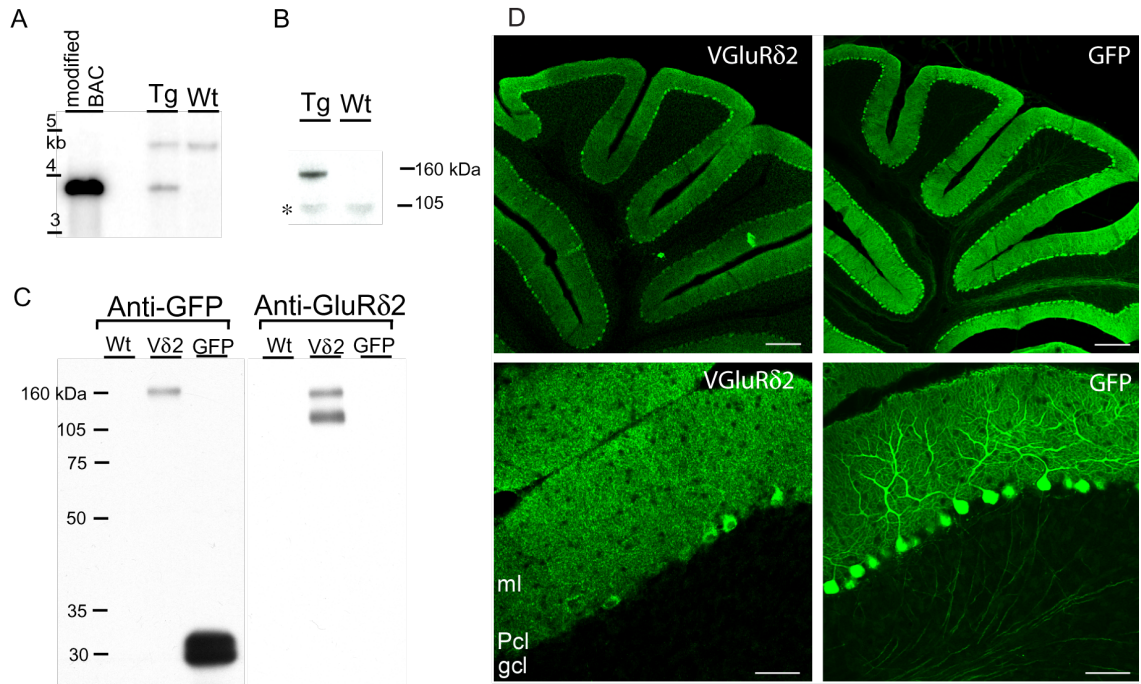 A
modified
BAC
Tg Wt
5
kb
4
3
B
Tg Wt
160 kDa
105
*
C
Anti-GFP Anti-GluRδ2
Wt Vδ2 GFP Wt Vδ2 GFP
160 kDa
105
75
50
35
30
D
VGluRδ2
GFP
VGluRδ2
ml
Pcl
gcl
GFP